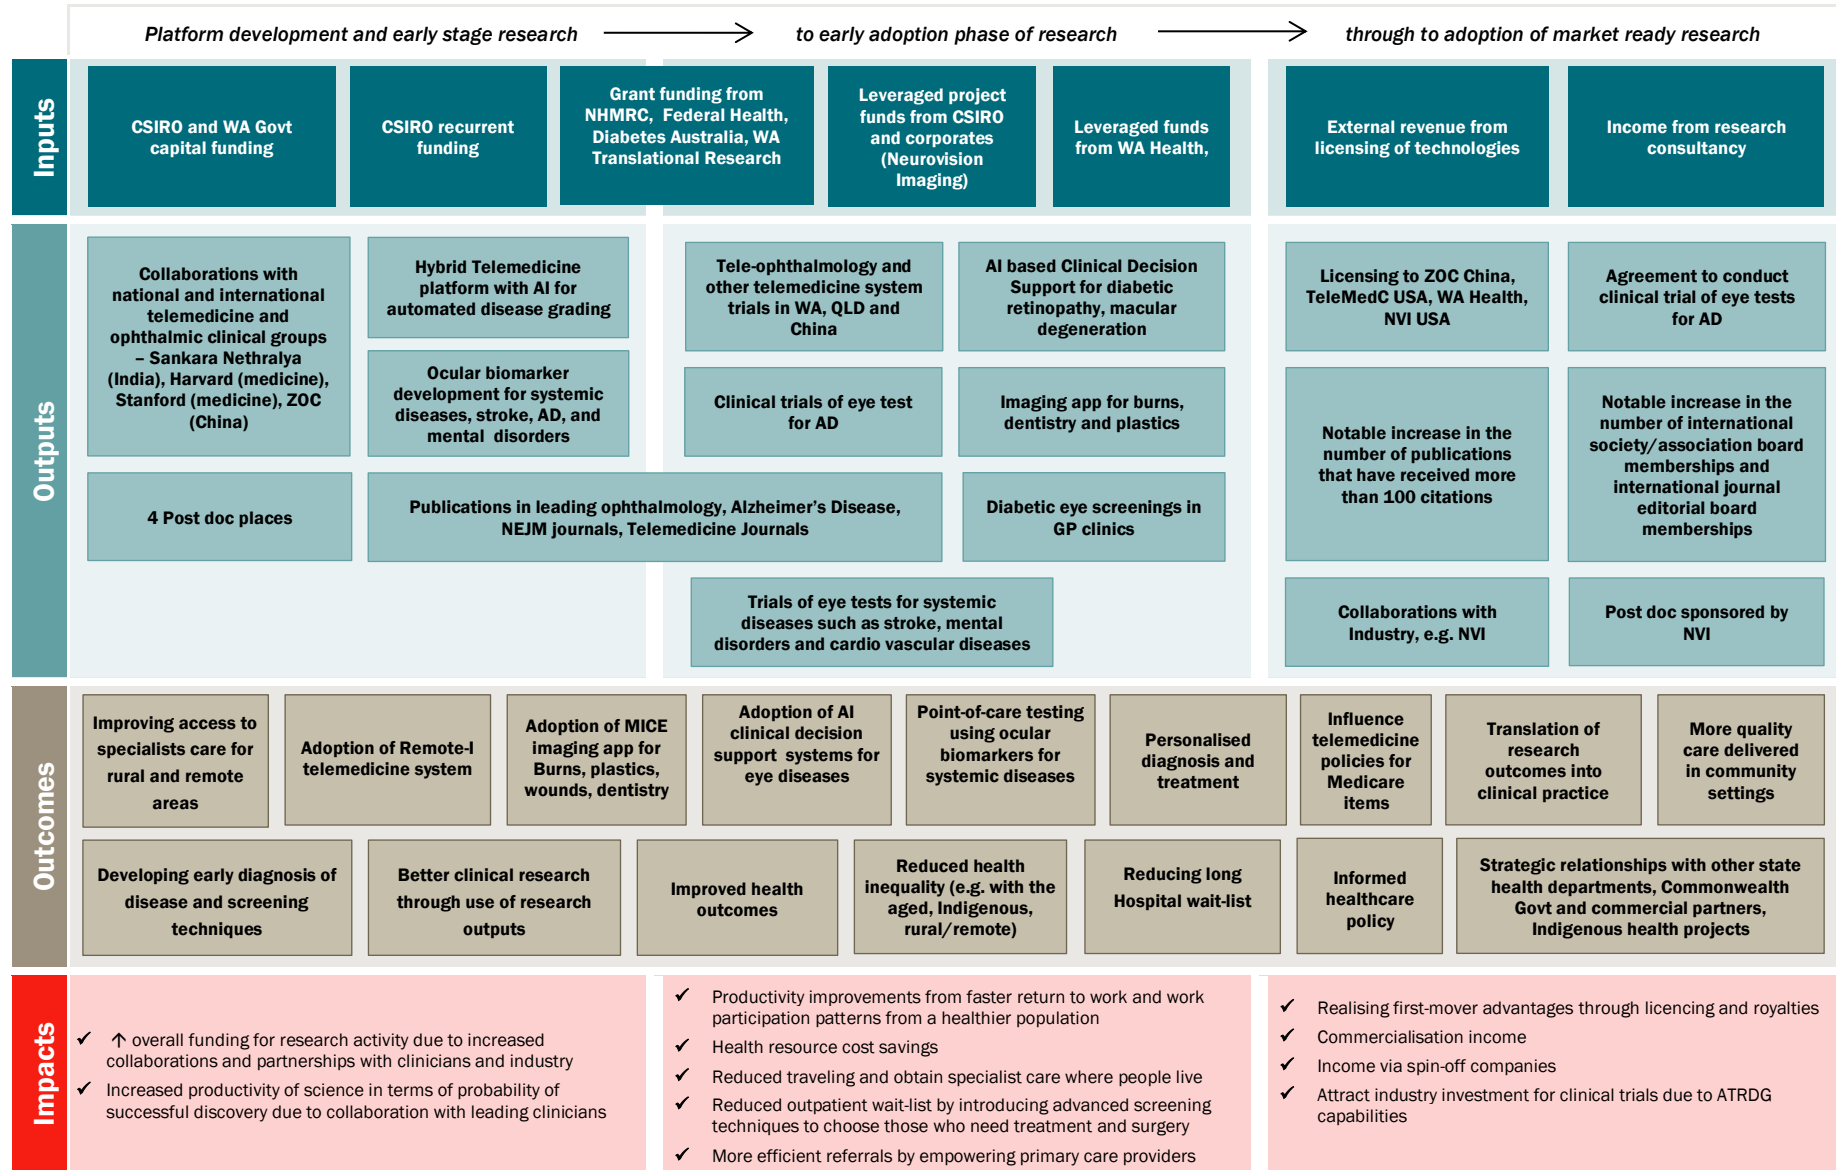 Platform development and early stage research
to early adoption phase of research
through to adoption of market ready research
Inputs
CSIRO and WA Govt
capital funding
CSIRO recurrent
funding
Grant funding from
NHMRC, Federal Health,
Diabetes Australia, WA
Translational Research
Leveraged project
funds from CSIRO
and corporates
(Neurovision
Imaging)
Leveraged funds
from WA Health,
External revenue from
licensing of technologies
Income from research
consultancy
Outputs
Collaborations with
national and international
telemedicine and
ophthalmic clinical groups
– Sankara Nethralya
(India), Harvard (medicine),
Stanford (medicine), ZOC
(China)
Hybrid Telemedicine
platform with AI for
automated disease grading
Ocular biomarker
development for systemic
diseases, stroke, AD, and
mental disorders
4 Post doc places
Publications in leading ophthalmology, Alzheimer's Disease,
NEJM journals, Telemedicine Journals
Tele-ophthalmology and
other telemedicine system
trials in WA, QLD and
China
AI based Clinical Decision
Support for diabetic
retinopathy, macular
degeneration
Clinical trials of eye test
for AD
Imaging app for burns,
dentistry and plastics
Diabetic eye screenings in
GP clinics
Trials of eye tests for systemic
diseases such as stroke, mental
disorders and cardio vascular diseases
Licensing to ZOC China,
TeleMedC USA, WA Health,
NVI USA
Agreement to conduct
clinical trial of eye tests
for AD
Notable increase in the
number of publications
that have received more
than 100 citations
Notable increase in the
number of international
society/association board
memberships and
international journal
editorial board
memberships
Collaborations with
Industry, e.g. NVI
Post doc sponsored by
NVI
Outcomes
Improving access to
specialists care for
rural and remote
areas
Adoption of Remote-I
telemedicine system
Adoption of MICE
imaging app for
Burns, plastics,
wounds, dentistry
Adoption of AI
clinical decision
support systems for
eye diseases
Point-of-care testing
using ocular
biomarkers for
systemic diseases
Personalised
diagnosis and
treatment
Influence
telemedicine
policies for
Medicare
items
Translation of
research
outcomes into
clinical practice
More quality
care delivered
in community
settings
Developing early diagnosis of
disease and screening
techniques
Better clinical research
through use of research
outputs
Improved health
outcomes
Reduced health
inequality (e.g. with the
aged, Indigenous,
rural/remote)
Reducing long
Hospital wait-list
Informed
healthcare
policy
Strategic relationships with other state
health departments, Commonwealth
Govt and commercial partners,
Indigenous health projects
Impacts
✓ ↑ overall funding for research activity due to increased
collaborations and partnerships with clinicians and industry
✓ Increased productivity of science in terms of probability of
successful discovery due to collaboration with leading clinicians
✓ Productivity improvements from faster return to work and work
participation patterns from a healthier population
✓ Health resource cost savings
✓ Reduced traveling and obtain specialist care where people live
✓ Reduced outpatient wait-list by introducing advanced screening
techniques to choose those who need treatment and surgery
✓ More efficient referrals by empowering primary care providers
✓ Realising first-mover advantages through licencing and royalties
✓ Commercialisation income
✓ Income via spin-off companies
✓ Attract industry investment for clinical trials due to ATRDG
capabilities